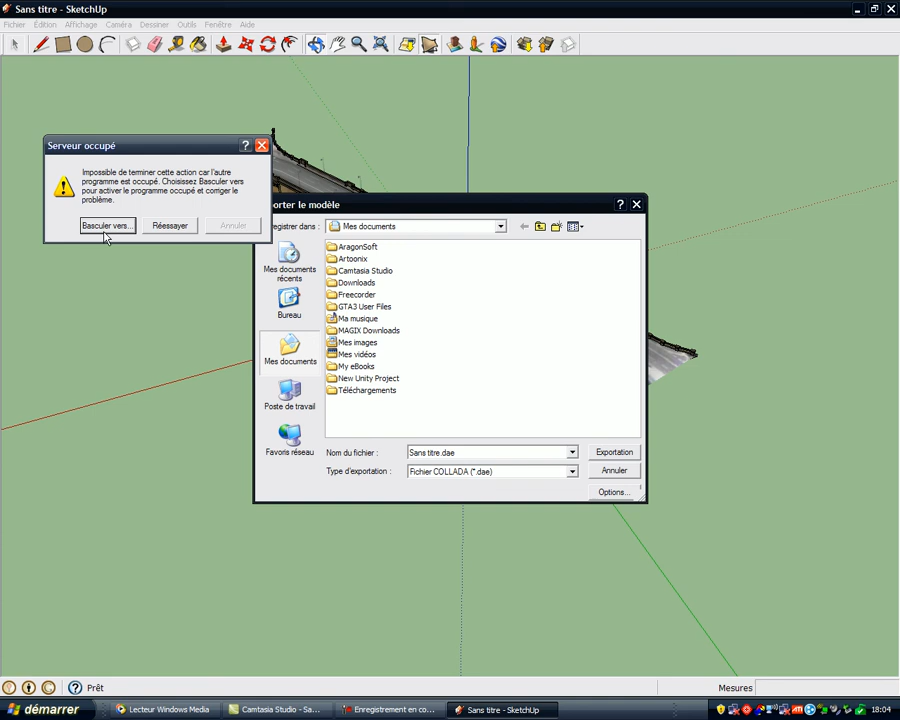 Sans titre - SketchUp
Fichier Édition Affichage Caméra Dessiner Outils Fenêtre Aide
Serveur occupé
Impossible de terminer cette action car l'autre
programme est occupé. Choisissez Basculer vers
pour activer le programme occupé et corriger le
problème.
Basculer vers... Réessayer Annuler
orter le modèle
registrer dans : Mes documents
Mes documents
récents
Bureau
Mes documents
Poste de travail
Favoris réseau
AragonSoft
Artoonix
Camtasia Studio
Downloads
Freecorder
GTA3 User Files
Ma musique
MAGIX Downloads
Mes images
Mes vidéos
My eBooks
New Unity Project
Téléchargements
Nom du fichier : Sans titre.dae Exportation
Type d'exportation : Fichier COLLADA (*.dae) Annuler
Options...
Prêt Mesures
démarrer Lecteur Windows Media Camtasia Studio - Sa... Enregistrement en co... Sans titre - SketchUp 18:04